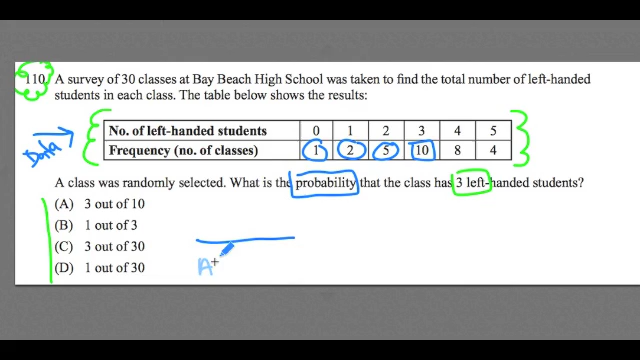 110. A survey of 30 classes at Bay Beach High School was taken to find the total number of left-handed
students in each class. The table below shows the results:
Data
No. of left-handed students 0 1 2 3 4 5
Frequency (no. of classes) 1 2 5 10 8 4
A class was randomly selected. What is the probability that the class has 3 left-handed students?
(A) 3 out of 10
(B) 1 out of 3
(C) 3 out of 30
(D) 1 out of 30
A